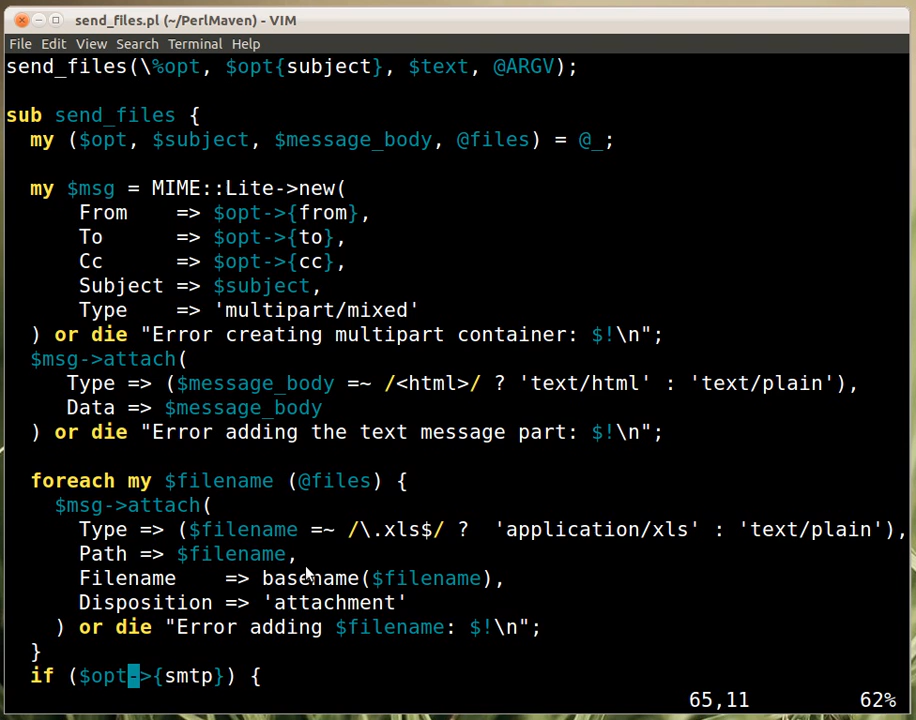 send_files.pl (~/PerlMaven) - VIM
File Edit View Search Terminal Help
send_files(\%opt, $opt{subject}, $text, @ARGV);
sub send_files {
my ($opt, $subject, $message_body, @files) = @_;
my $msg = MIME::Lite->new(
From => $opt->{from},
To => $opt->{to},
Cc => $opt->{cc},
Subject => $subject,
Type => 'multipart/mixed'
) or die "Error creating multipart container: $!\n";
$msg->attach(
Type => ($message_body =~ /<html>/ ? 'text/html' : 'text/plain'),
Data => $message_body
) or die "Error adding the text message part: $!\n";
foreach my $filename (@files) {
$msg->attach(
Type => ($filename =~ /\.xls$/ ? 'application/xls' : 'text/plain'),
Path => $filename,
Filename => basename($filename),
Disposition => 'attachment'
) or die "Error adding $filename: $!\n";
}
if ($opt->{smtp}) {
65,11 62%